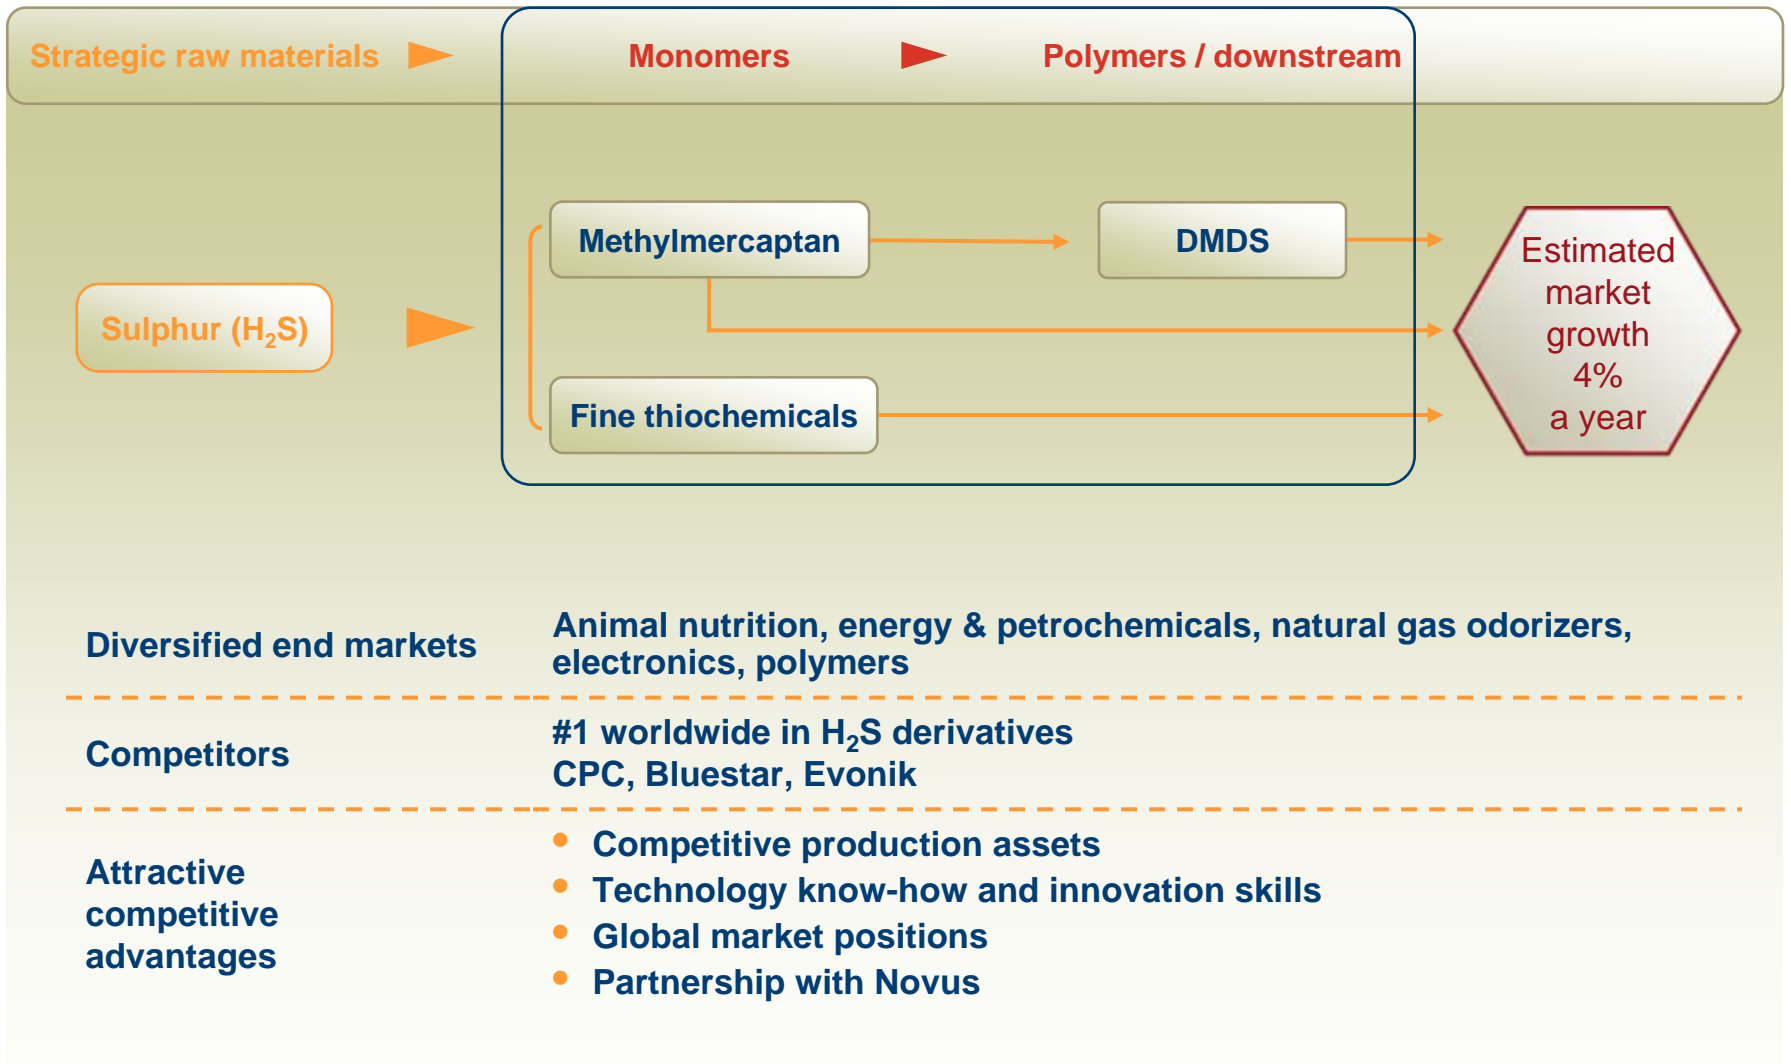 Strategic raw materials
Monomers
Polymers / downstream
Methylmercaptan
DMDS
Sulphur (H₂S)
Fine thiochemicals
Estimated
market
growth
4%
a year
Diversified end markets
Animal nutrition, energy & petrochemicals, natural gas odorizers,
electronics, polymers
Competitors
#1 worldwide in H₂S derivatives
CPC, Bluestar, Evonik
Attractive
competitive
advantages
• Competitive production assets
• Technology know-how and innovation skills
• Global market positions
• Partnership with Novus